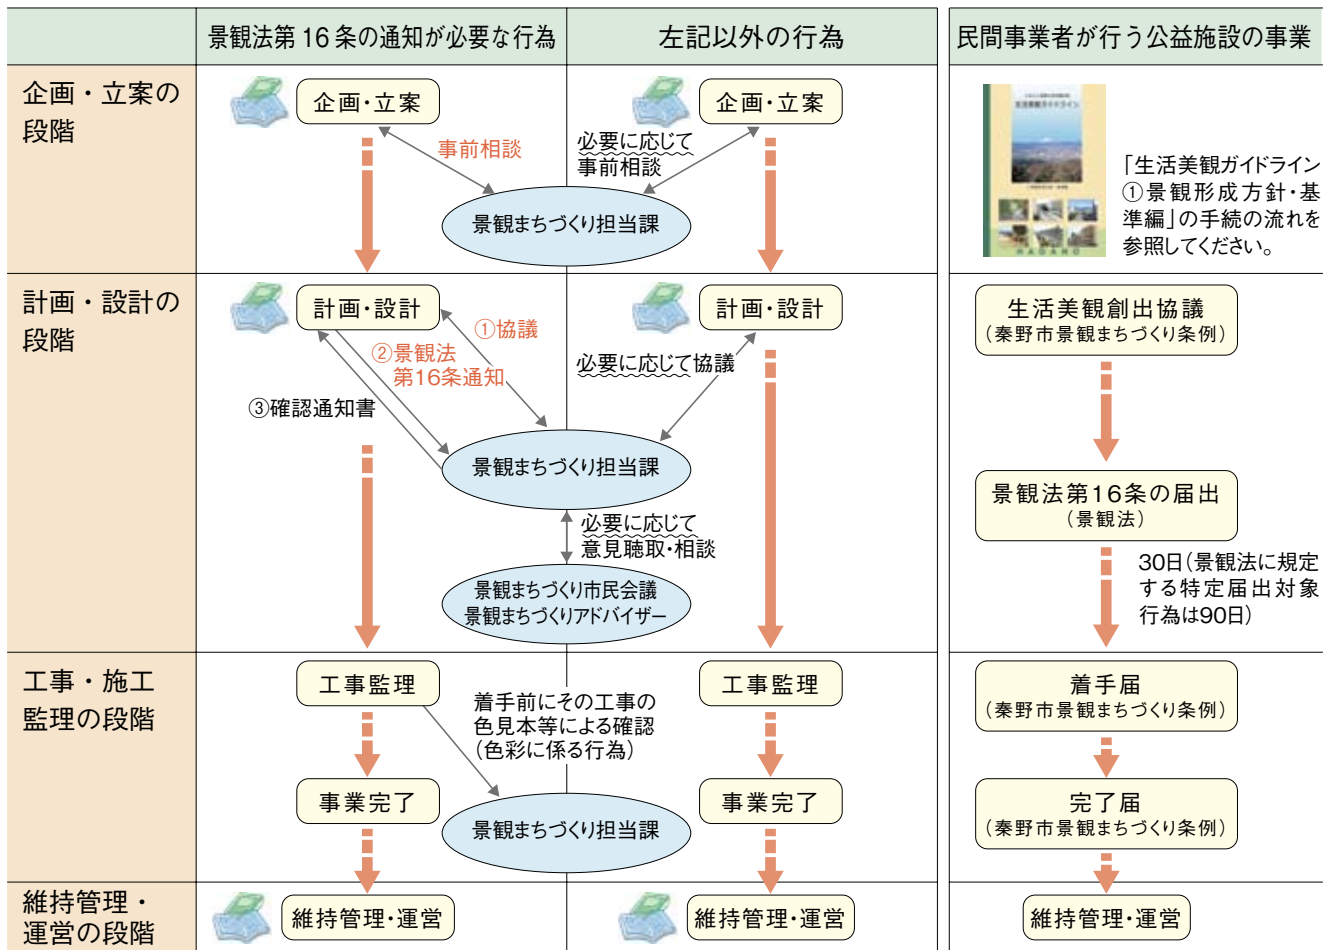 景観法第16条の通知が必要な行為
左記以外の行為
民間事業者が行う公益施設の事業
企画・立案の
段階
企画・立案
事前相談
企画・立案
必要に応じて
事前相談
景観まちづくり担当課
生活美観ガイドライン
HADANO
「生活美観ガイドライン
①景観形成方針・基
準編」の手続の流れを
参照してください。
計画・設計の
段階
計画・設計
①協議
②景観法
第16条通知
③確認通知書
計画・設計
必要に応じて協議
景観まちづくり担当課
必要に応じて
意見聴取・相談
景観まちづくり市民会議
景観まちづくりアドバイザー
生活美観創出協議
(秦野市景観まちづくり条例)
景観法第16条の届出
(景観法)
30日(景観法に規定
する特定届出対象
行為は90日)
工事・施工
監理の段階
工事監理
着手前にその工事の
色見本等による確認
(色彩に係る行為)
事業完了
景観まちづくり担当課
工事監理
事業完了
着手届
(秦野市景観まちづくり条例)
完了届
(秦野市景観まちづくり条例)
維持管理・
運営の段階
維持管理・運営
維持管理・運営
維持管理・運営